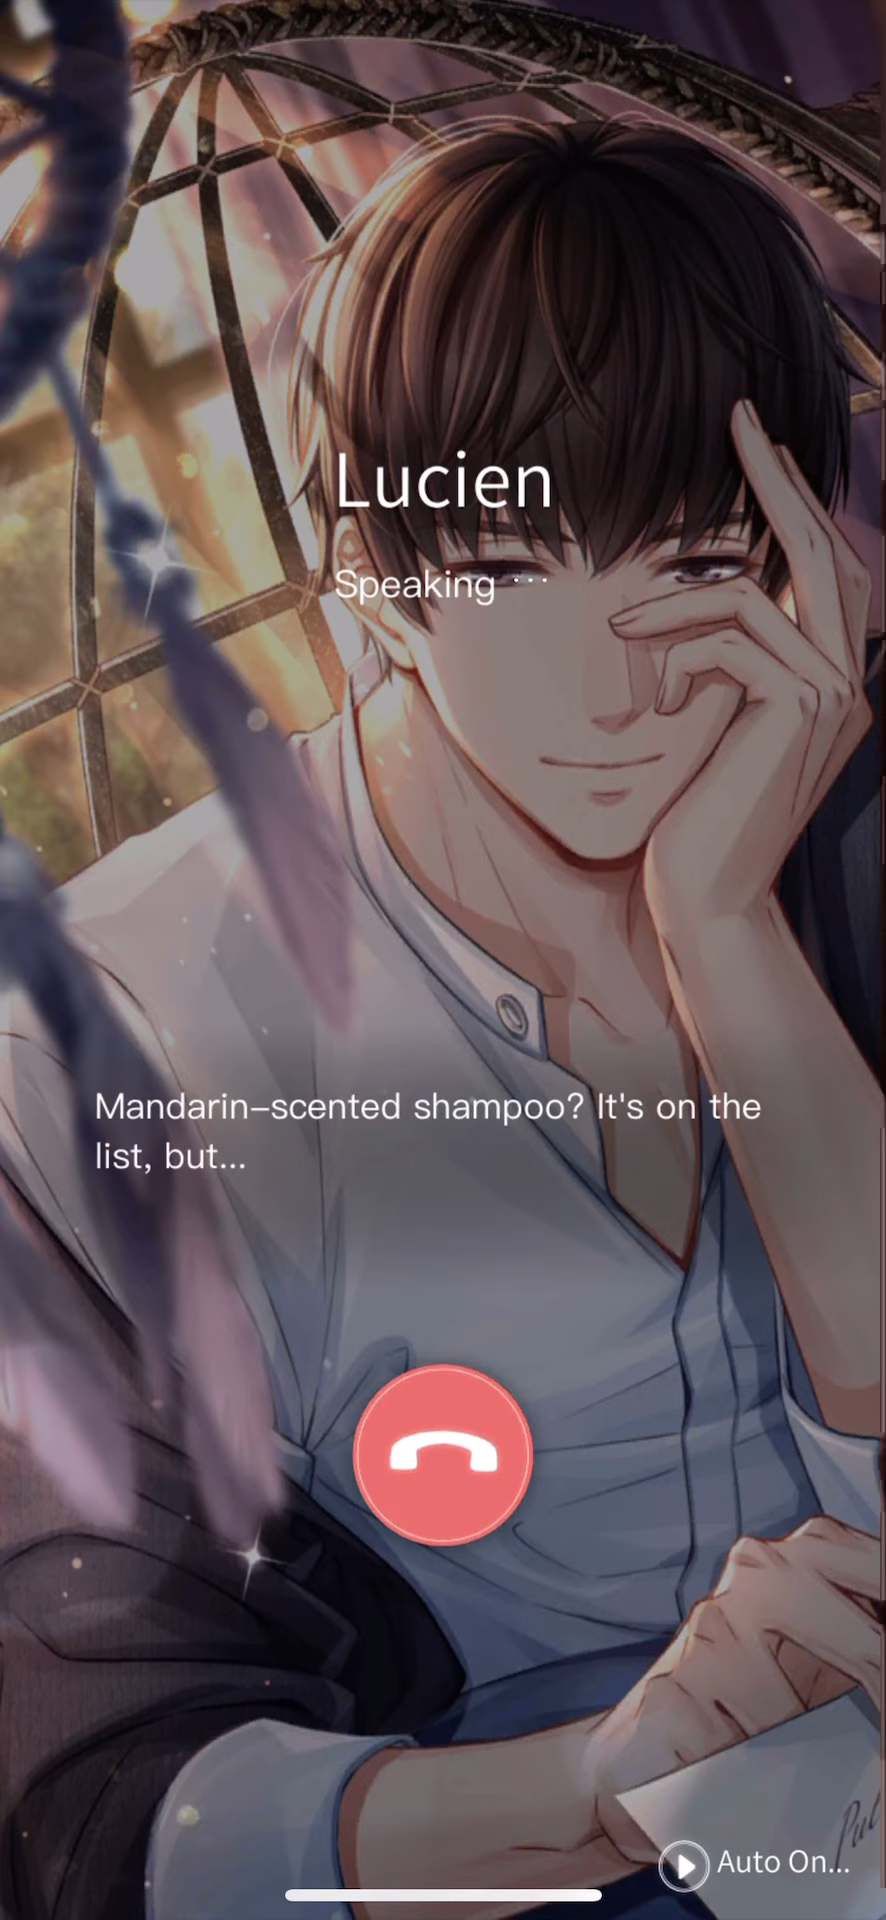 Lucien
Speaking ···
Mandarin-scented shampoo? It's on the
list, but...
Auto On...